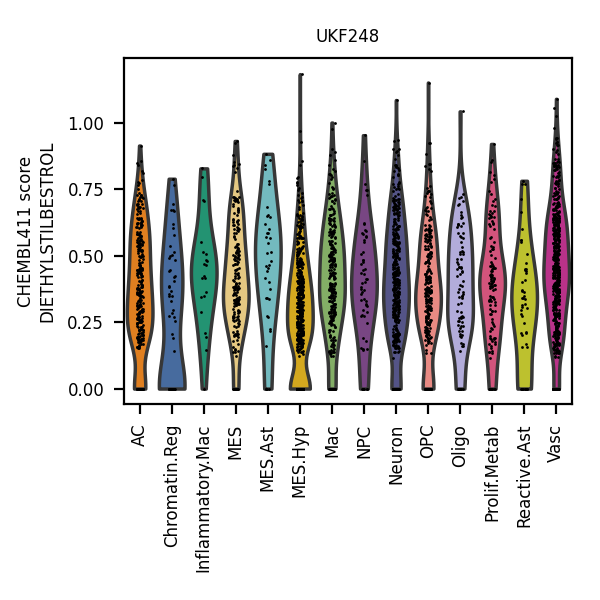 UKF248
CHEMBL411 score
DIETHYLSTILBESTROL
1.00
0.75
0.50
0.25
0.00
AC
Chromatin.Reg
Inflammatory.Mac
MES
MES.Ast
MES.Hyp
Mac
NPC
Neuron
OPC
Oligo
Prolif.Metab
Reactive.Ast
Vasc